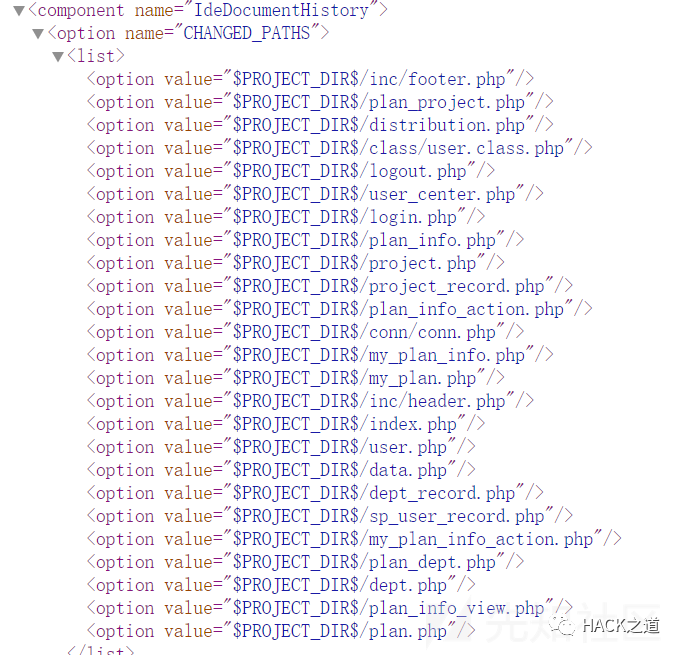 ▼<component name="IdeDocumentHistory">
▼<option name="CHANGED_PATHS">
▼<list>
<option value="$PROJECT_DIR$/inc/footer.php"/>
<option value="$PROJECT_DIR$/plan_project.php"/>
<option value="$PROJECT_DIR$/distribution.php"/>
<option value="$PROJECT_DIR$/class/user.class.php"/>
<option value="$PROJECT_DIR$/logout.php"/>
<option value="$PROJECT_DIR$/user_center.php"/>
<option value="$PROJECT_DIR$/login.php"/>
<option value="$PROJECT_DIR$/plan_info.php"/>
<option value="$PROJECT_DIR$/project.php"/>
<option value="$PROJECT_DIR$/project_record.php"/>
<option value="$PROJECT_DIR$/plan_info_action.php"/>
<option value="$PROJECT_DIR$/conn/conn.php"/>
<option value="$PROJECT_DIR$/my_plan_info.php"/>
<option value="$PROJECT_DIR$/my_plan.php"/>
<option value="$PROJECT_DIR$/inc/header.php"/>
<option value="$PROJECT_DIR$/index.php"/>
<option value="$PROJECT_DIR$/user.php"/>
<option value="$PROJECT_DIR$/data.php"/>
<option value="$PROJECT_DIR$/dept_record.php"/>
<option value="$PROJECT_DIR$/sp_user_record.php"/>
<option value="$PROJECT_DIR$/my_plan_info_action.php"/>
<option value="$PROJECT_DIR$/plan_dept.php"/>
<option value="$PROJECT_DIR$/dept.php"/>
<option value="$PROJECT_DIR$/plan_info_view.php"/>
<option value="$PROJECT_DIR$/plan.php"/>
HACK之道
</list>